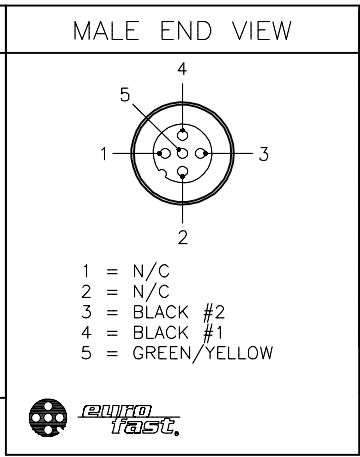 MALE END VIEW
4
5
1
3
2
1 = N/C
2 = N/C
3 = BLACK #2
4 = BLACK #1
5 = GREEN/YELLOW
euro
fast.